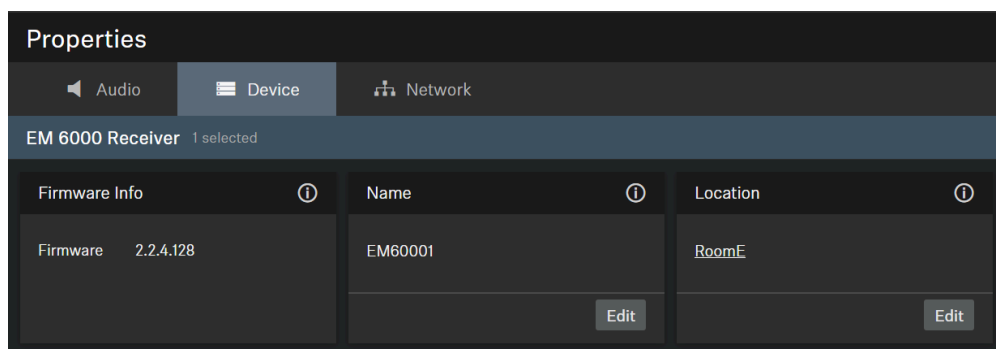 Properties
Audio Device Network
EM 6000 Receiver 1 selected
Firmware Info Name Location
Firmware 2.2.4.128 EM60001 RoomE
Edit Edit